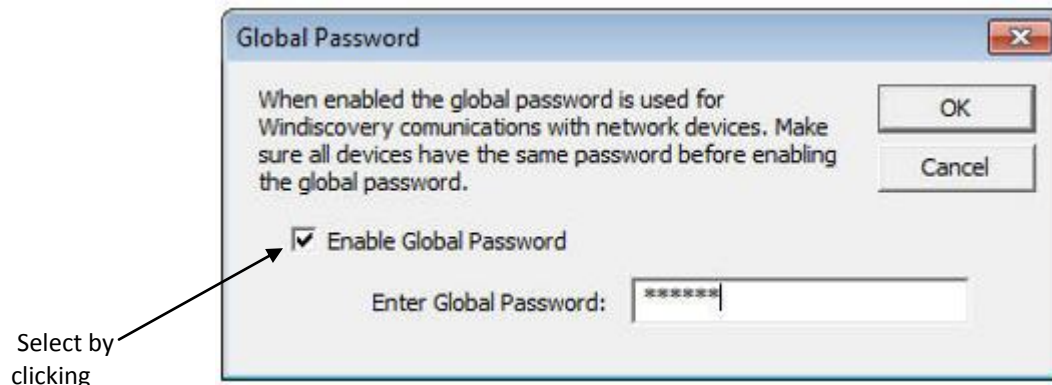 Global Password
When enabled the global password is used for
Windiscovery comunications with network devices. Make
sure all devices have the same password before enabling
the global password.
OK
Cancel
Enable Global Password
Enter Global Password: ******
Select by
clicking